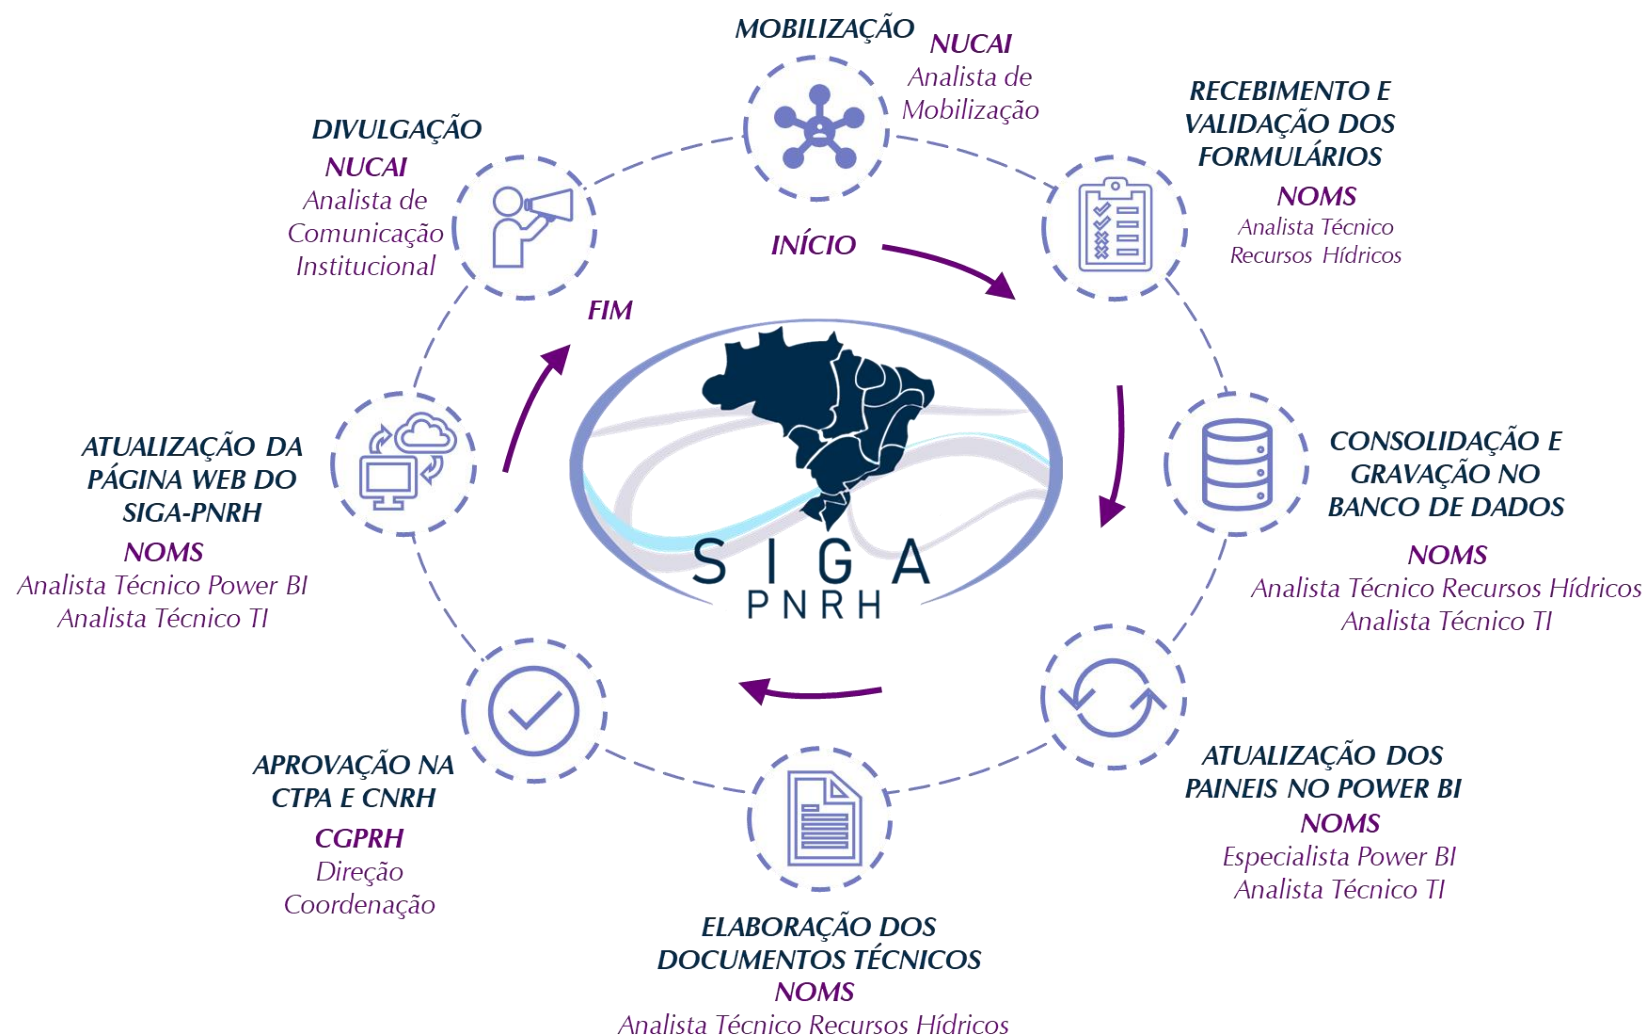 MOBILIZAÇÃO
NUCAI
Analista de
Mobilização
RECEBIMENTO E
VALIDAÇÃO DOS
FORMULÁRIOS
NOMS
Analista Técnico
Recursos Hídricos
CONSOLIDAÇÃO E
GRAVAÇÃO NO
BANCO DE DADOS
NOMS
Analista Técnico Recursos Hídricos
Analista Técnico TI
ATUALIZAÇÃO DOS
PAINEIS NO POWER BI
NOMS
Especialista Power BI
Analista Técnico TI
ELABORAÇÃO DOS
DOCUMENTOS TÉCNICOS
NOMS
Analista Técnico Recursos Hídricos
APROVAÇÃO NA
CTPA E CNRH
CGPRH
Direção
Coordenação
ATUALIZAÇÃO DA
PÁGINA WEB DO
SIGA-PNRH
NOMS
Analista Técnico Power BI
Analista Técnico TI
DIVULGAÇÃO
NUCAI
Analista de
Comunicação
Institucional
INÍCIO
FIM
SIGA
PNRH